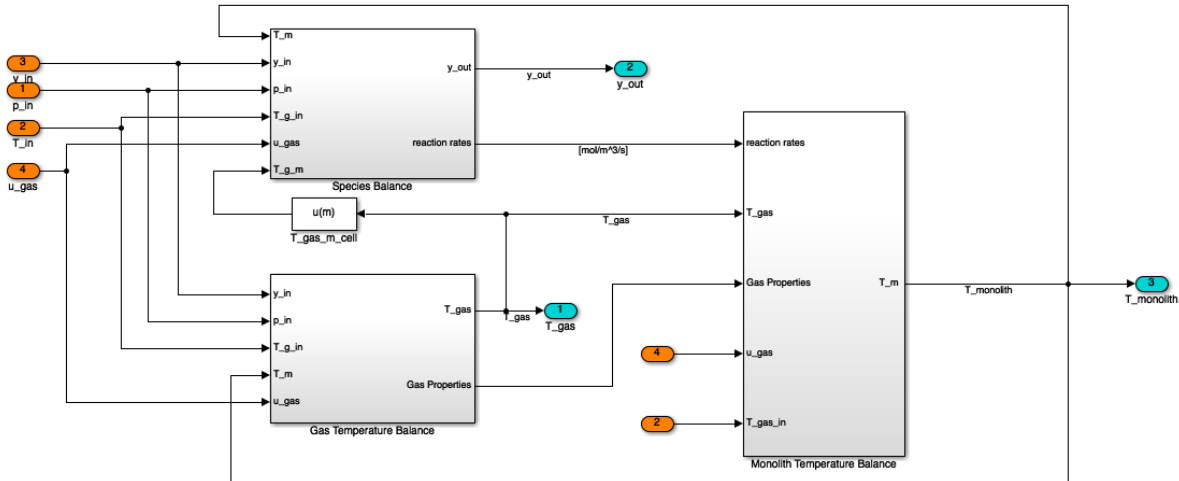 T_m
3
y_in
y_in
y_out
2
y_out
y_out
1
p_in
p_in
2
T_in
T_g_in
u_gas
reaction rates
[mol/m^3/s]
reaction rates
4
u_gas
T_g_m
Species Balance
u(m)
T_gas_m_cell
T_gas
T_gas
y_in
T_gas
T_gas
1
T_gas
p_in
T_g_in
T_m
Gas Properties
u_gas
Gas Temperature Balance
Gas Properties
T_m
T_monolith
3
T_monolith
4
u_gas
2
T_gas_in
Monolith Temperature Balance